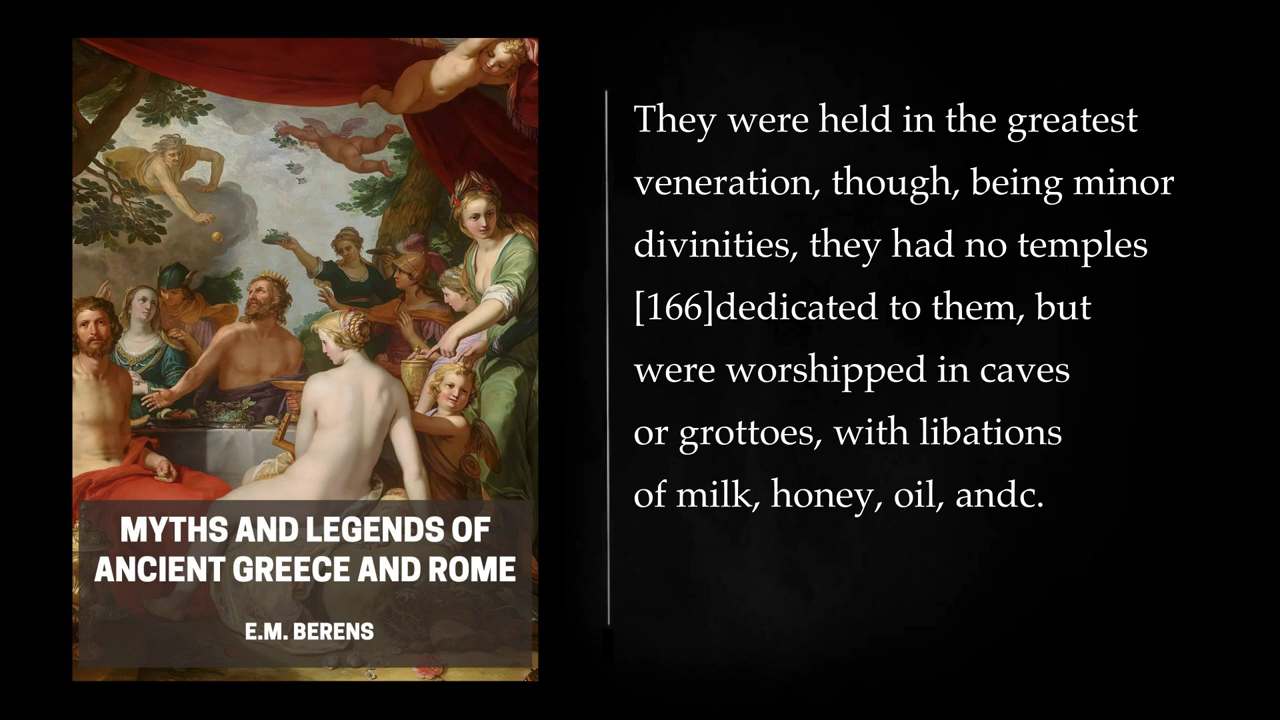 MYTHS AND LEGENDS OF
ANCIENT GREECE AND ROME
E.M. BERENS
They were held in the greatest
veneration, though, being minor
divinities, they had no temples
[166]dedicated to them, but
were worshipped in caves
or grottoes, with libations
of milk, honey, oil, andc.